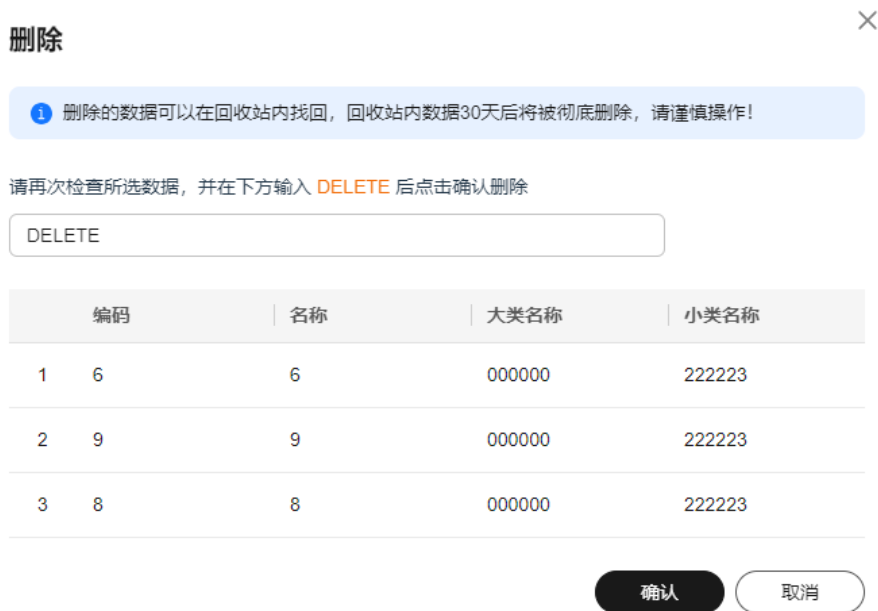 删除
删除的数据可以在回收站内找回，回收站内数据30天后将被彻底删除，请谨慎操作！
请再次检查所选数据，并在下方输入 DELETE 后点击确认删除
DELETE
编码 名称 大类名称 小类名称
1 6 6 000000 222223
2 9 9 000000 222223
3 8 8 000000 222223
确认 取消